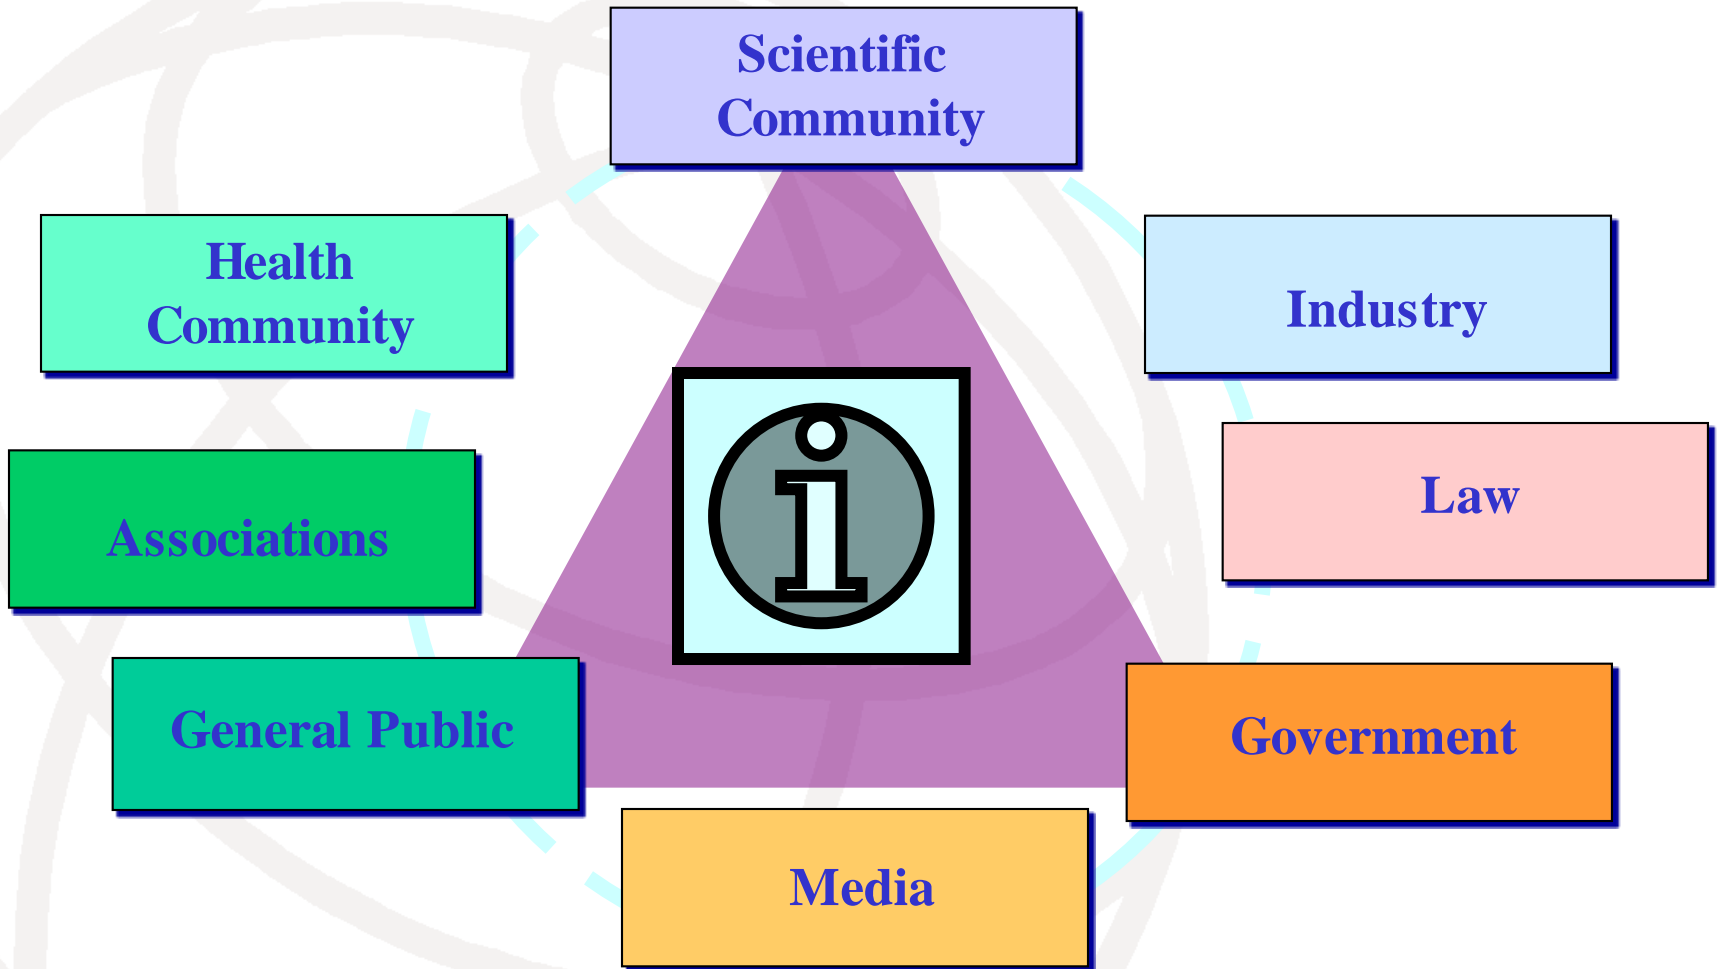 Scientific
Community
Health
Community
Industry
Law
Associations
General Public
Government
Media
i